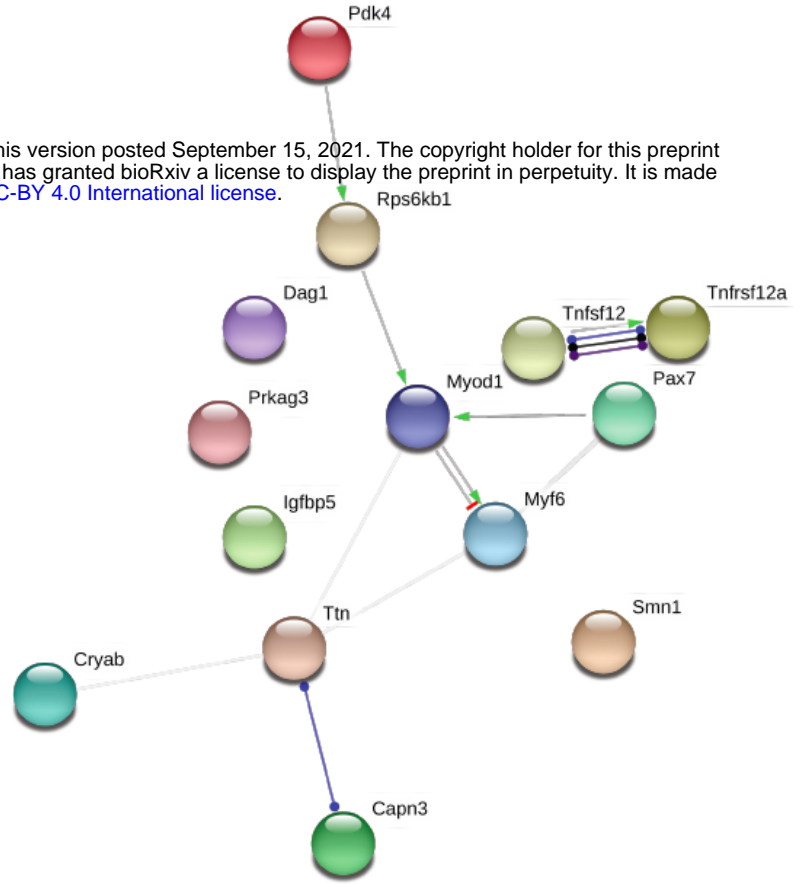 Pdk4
his version posted September 15, 2021. The copyright holder for this preprint
has granted bioRxiv a license to display the preprint in perpetuity. It is made
C-BY 4.0 International license.
Rps6kb1
Dag1
Tnfrsf12a
Tnfsf12
Myod1
Pax7
Prkag3
Igfbp5
Myf6
Ttn
Smn1
Cryab
Capn3